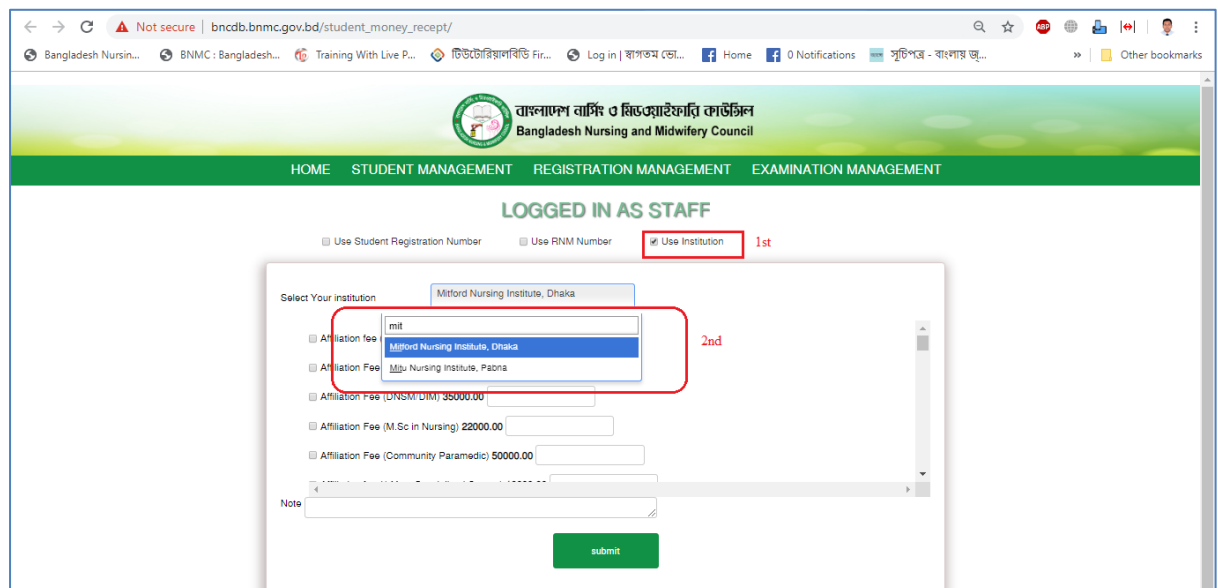 Not secure | bncdb.bnmc.gov.bd/student_money_recept/
Bangladesh Nursin... BNMC : Bangladesh... Training With Live P... টিউটোরিয়ালবিডি Fir... Log in | স্বাগতম ভো... Home 0 Notifications সূচিপত্র - বাংলায় জ্... » Other bookmarks
বাংলাদেশ নার্সিং ও মিডওয়াইফারি কাউন্সিল
Bangladesh Nursing and Midwifery Council
HOME STUDENT MANAGEMENT REGISTRATION MANAGEMENT EXAMINATION MANAGEMENT
LOGGED IN AS STAFF
Use Student Registration Number Use RNM Number Use Institution 1st
Select Your institution Mitford Nursing Institute, Dhaka
mit
Affiliation fee
Mitford Nursing Institute, Dhaka
2nd
Affiliation Fee
Mitu Nursing Institute, Pabna
Affiliation Fee (DNSM/DIM) 35000.00
Affiliation Fee (M.Sc in Nursing) 22000.00
Affiliation Fee (Community Paramedic) 50000.00
Note
submit